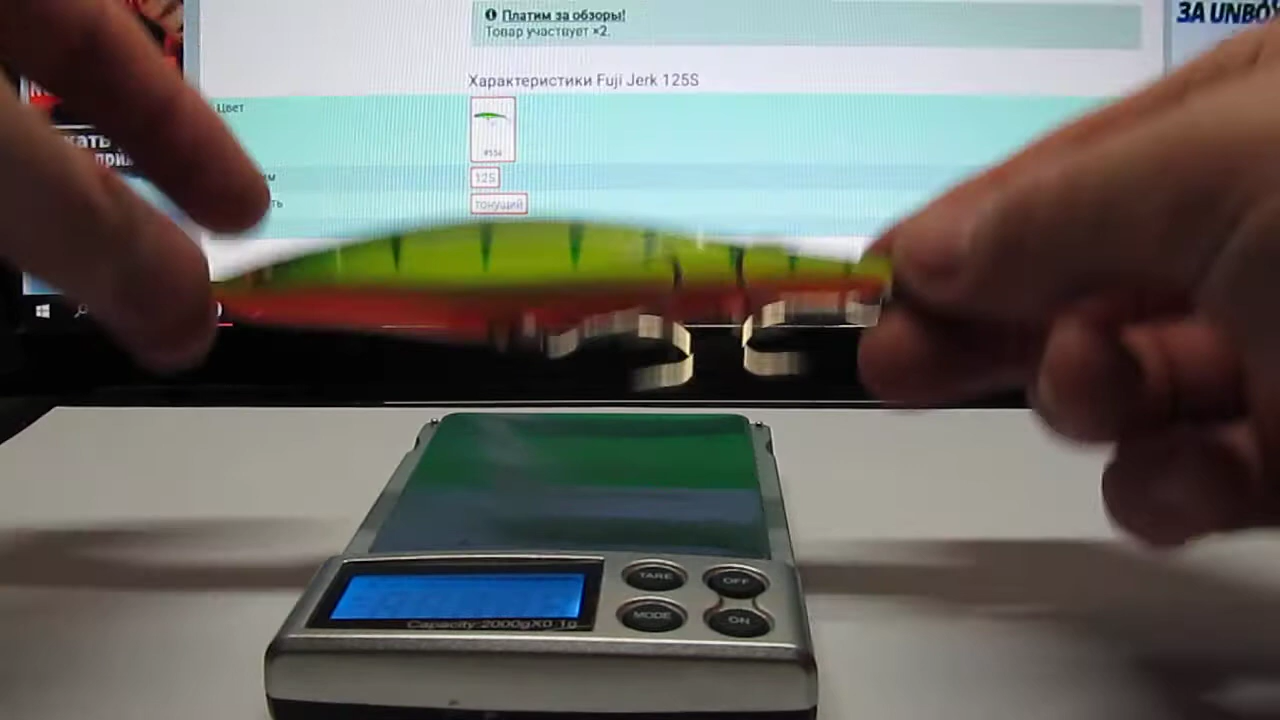 Платим за обзоры!
Товар участвует ×2.
ЗА UNBO
Характеристики Fuji Jerk 125S
Цвет
125
тонущий
TARE
OFF
MODE
ON
Capacity:2000gX0.1g